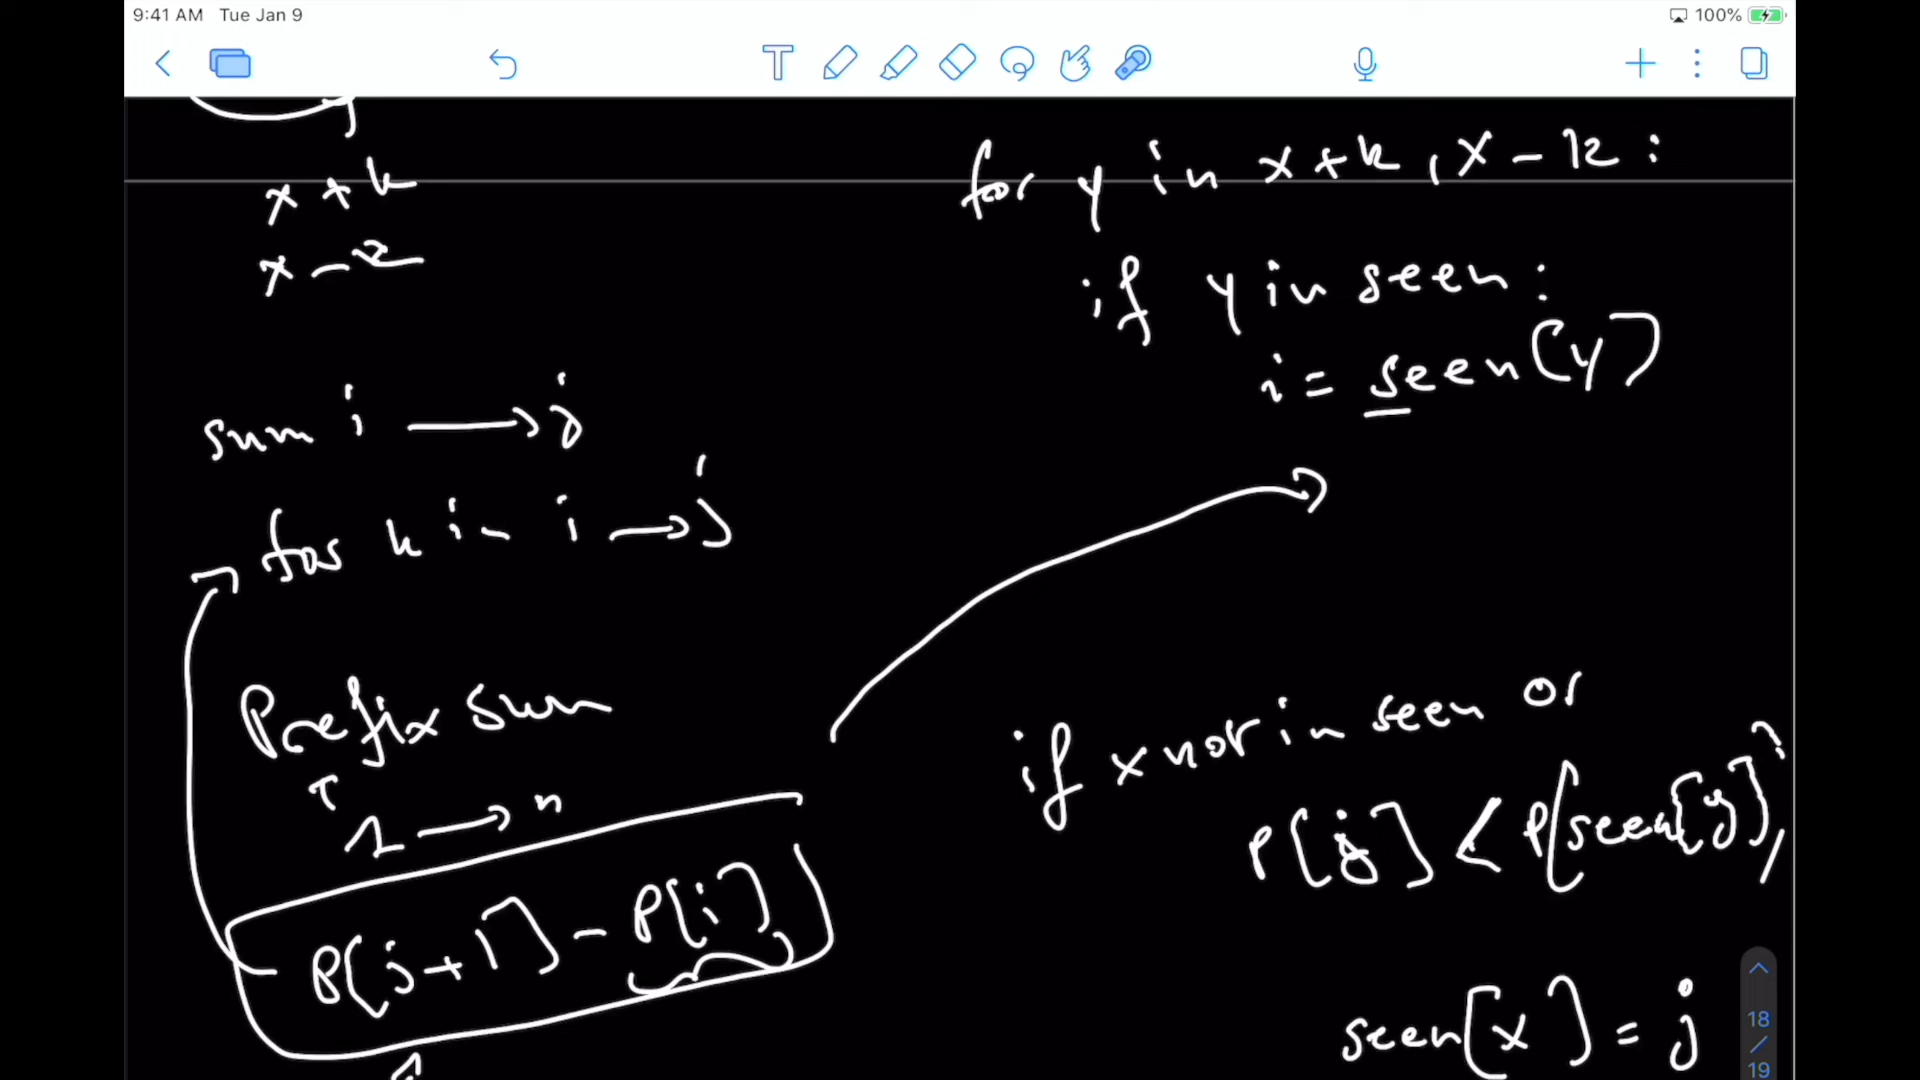 9:41 AM Tue Jan 9
100%
x + k
x - k
sum i → j
for k in i → j
Prefix sum
1 → n
P[j+1] - P[i]
for y in x + k, x - k :
if y in seen :
i = seen(y)
if x not in seen or
P[j] < P[seen[y]]
seen[x] = j
18
/
19